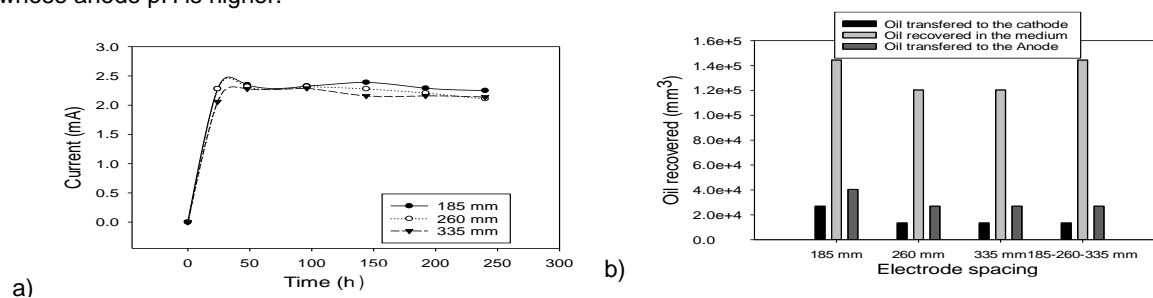 whose anode pH is higher.
3.0
2.5
2.0
1.5
1.0
0.5
0.0
Current (mA)
185 mm
260 mm
335 mm
0 50 100 150 200 250 300
Time (h)
a)
Oil transfered to the cathode
Oil recovered in the medium
Oil transfered to the Anode
1.6e+5
1.4e+5
1.2e+5
1.0e+5
8.0e+4
6.0e+4
4.0e+4
2.0e+4
0.0
Oil recovered (mm³)
185 mm 260 mm 335 mm 185-260-335 mm
Electrode spacing
b)